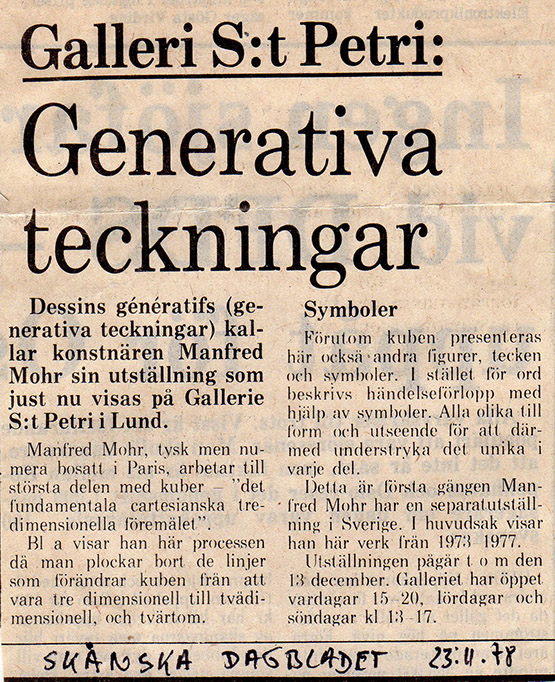 Galleri S:t Petri:
Generativa
teckningar
Dessins génératifs (ge-
nerativa teckningar) kal-
lar konstnären Manfred
Mohr sin utställning som
just nu visas på Gallerie
S:t Petri i Lund.
Manfred Mohr, tysk men nu-
mera bosatt i Paris, arbetar till
största delen med kuber – "det
fundamentala cartesianska tre-
dimensionella föremålet".
Bl a visar han här processen
då man plockar bort de linjer
som förändrar kuben från att
vara tre dimensionell till tvådi-
mensionell, och tvärtom.
Symboler
Förutom kuben presenteras
här också andra figurer, tecken
och symboler. I stället för ord
beskrivs händelseförlopp med
hjälp av symboler. Alla olika till
form och utseende för att där-
med understryka det unika i
varje del.
Detta är första gången Man-
fred Mohr har en separatutställ-
ning i Sverige. I huvudsak visar
han här verk från 1973-1977.
Utställningen pågår t o m den
13 december. Galleriet har öppet
vardagar 15-20, lördagar och
söndagar kl 13-17.
SKÅNSKA DAGBLADET 23:11.78